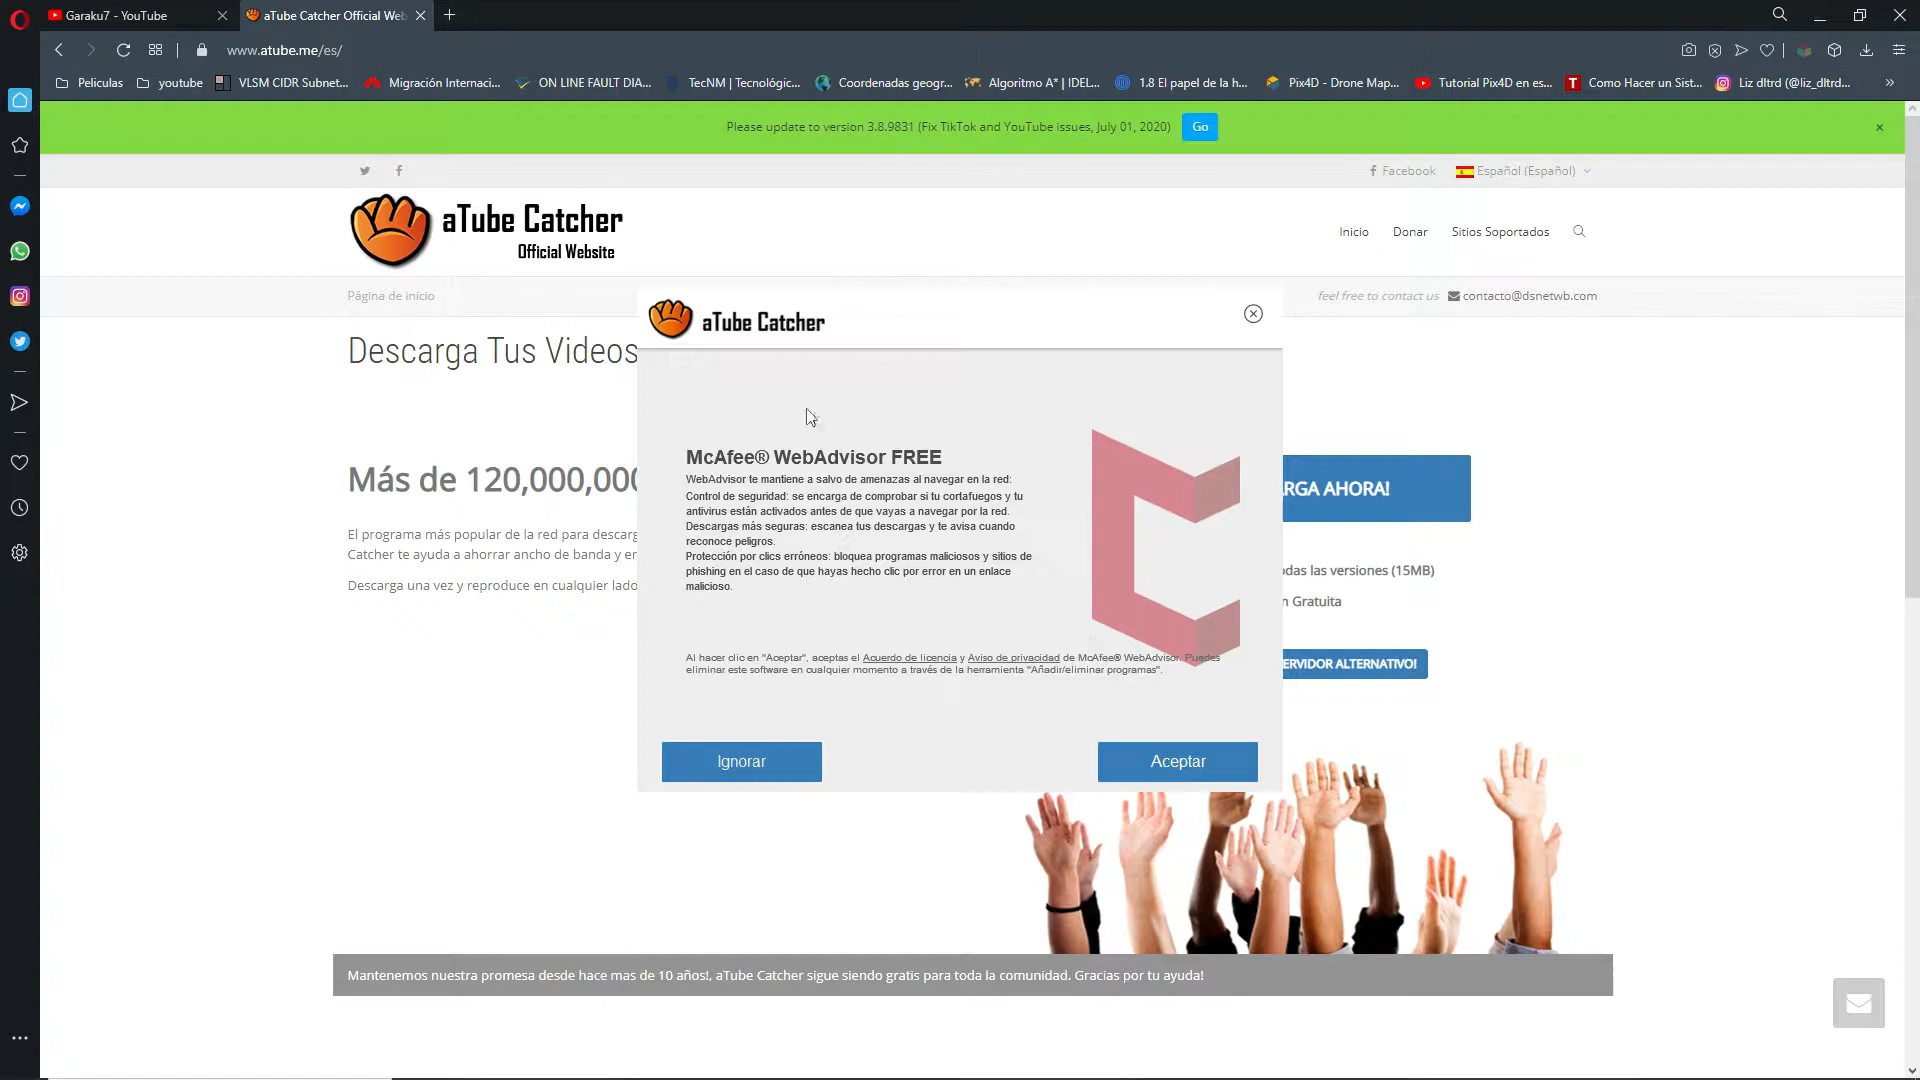 Garaku7 - YouTube
aTube Catcher Official Web
www.atube.me/es/
Peliculas
youtube
VLSM CIDR Subnet...
Migración Internaci...
ON LINE FAULT DIA...
TecNM | Tecnológic...
Coordenadas geogr...
Algoritmo A* | IDEL...
1.8 El papel de la h...
Pix4D - Drone Map...
Tutorial Pix4D en es...
Como Hacer un Sist...
Liz dltrd (@liz_dltrd...
Please update to version 3.8.9831 (Fix TikTok and YouTube issues, July 01, 2020)
Go
Facebook
Español (Español)
aTube Catcher
Official Website
Inicio
Donar
Sitios Soportados
Página de inicio
feel free to contact us
contacto@dsnetwb.com
aTube Catcher
Descarga Tus Videos
McAfee® WebAdvisor FREE
WebAdvisor te mantiene a salvo de amenazas al navegar en la red:
Control de seguridad: se encarga de comprobar si tu cortafuegos y tu
antivirus están activados antes de que vayas a navegar por la red.
Descargas más seguras: escanea tus descargas y te avisa cuando
reconoce peligros.
Protección por clics erróneos: bloquea programas maliciosos y sitios de
phishing en el caso de que hayas hecho clic por error en un enlace
malicioso.
Al hacer clic en "Aceptar", aceptas el Acuerdo de licencia y Aviso de privacidad de McAfee® WebAdvisor. Puedes
eliminar este software en cualquier momento a través de la herramienta "Añadir/eliminar programas".
Ignorar
Aceptar
Más de 120,000,000
El programa más popular de la red para descarg
Catcher te ayuda a ahorrar ancho de banda y en
Descarga una vez y reproduce en cualquier lado
RGA AHORA!
odas las versiones (15MB)
n Gratuita
ERVIDOR ALTERNATIVO!
Mantenemos nuestra promesa desde hace mas de 10 años!, aTube Catcher sigue siendo gratis para toda la comunidad. Gracias por tu ayuda!